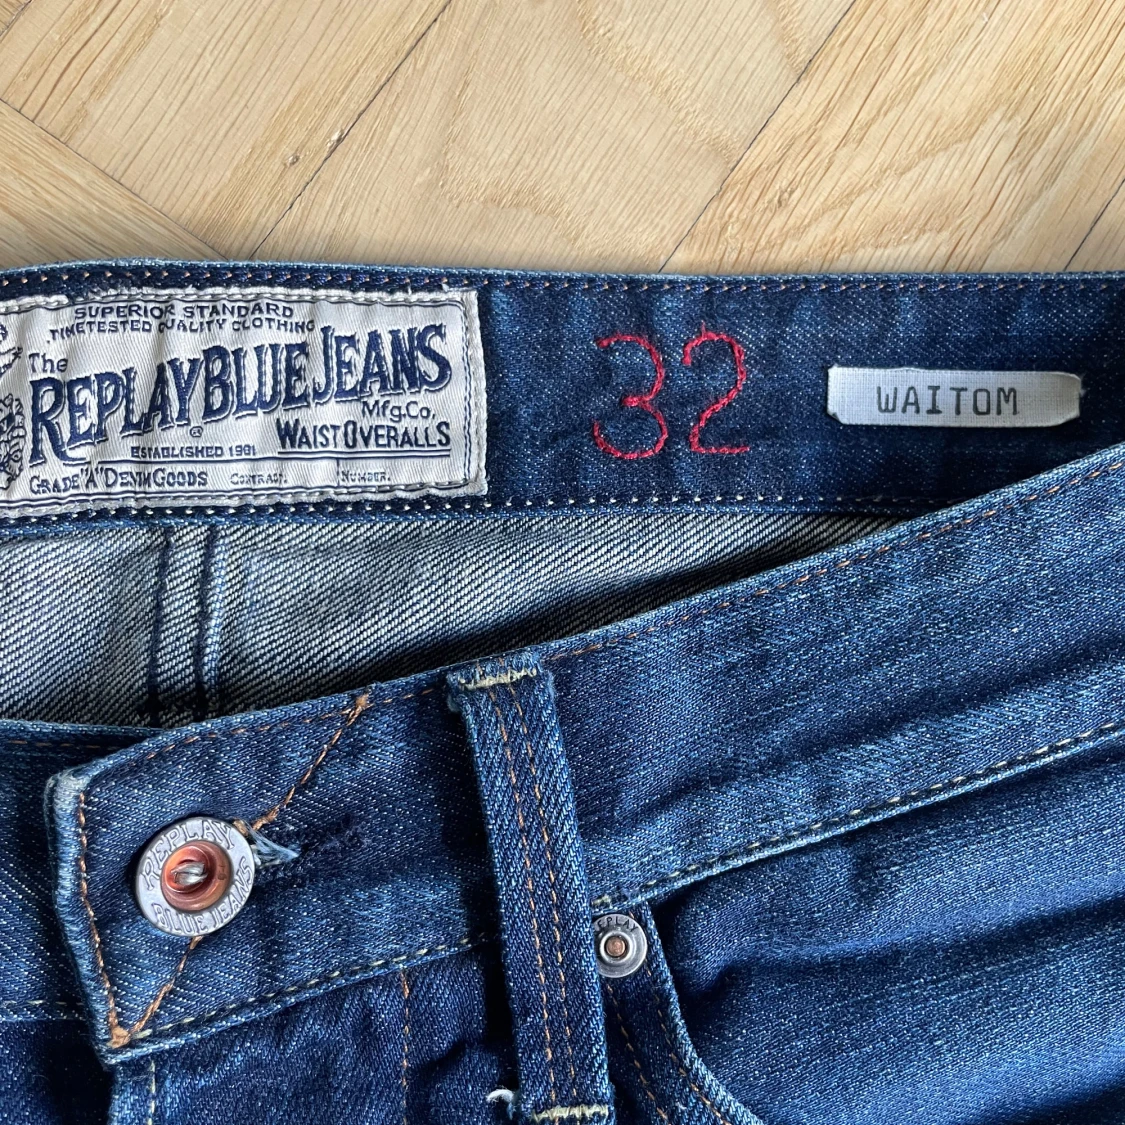 SUPERIOR STANDARD
TIMETESTED QUALITY CLOTHING
The
REPLAY BLUE JEANS
Mfg.Co.
WAIST OVERALLS
ESTABLISHED 1981
GRADE "A" DENIM GOODS CONTRACT. NUMBER.
32
WAITOM
REPLAY
BLUE JEANS
REPLAY